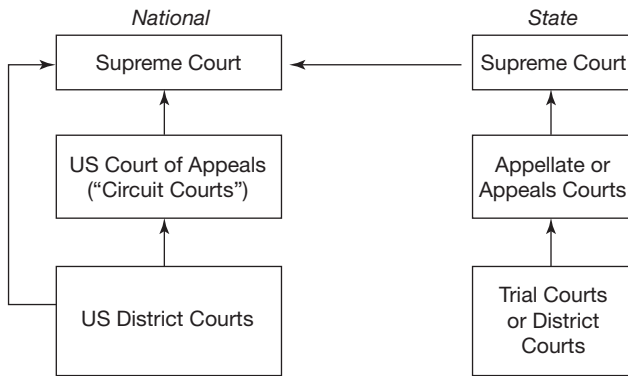 National
State
Supreme Court
Supreme Court
US Court of Appeals
(“Circuit Courts”)
Appellate or
Appeals Courts
US District Courts
Trial Courts
or District
Courts